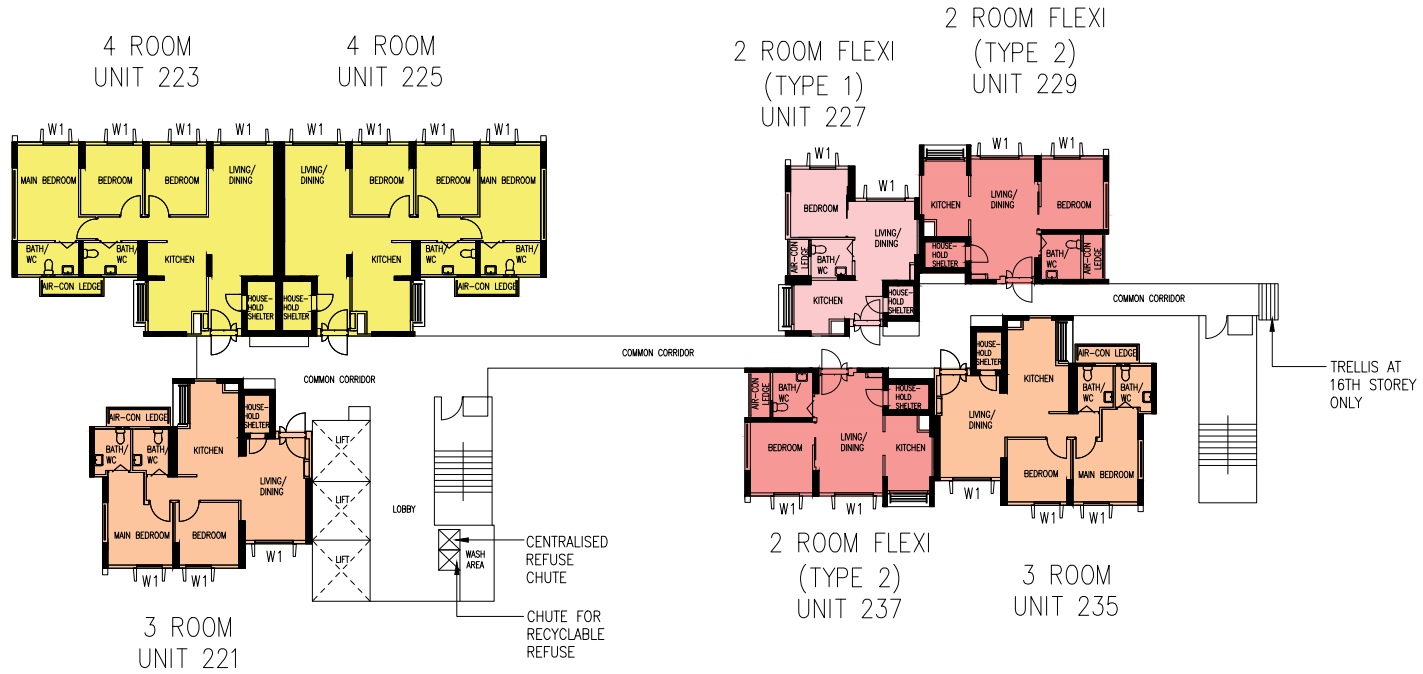 4 ROOM
UNIT 223
4 ROOM
UNIT 225
2 ROOM FLEXI
(TYPE 1)
UNIT 227
2 ROOM FLEXI
(TYPE 2)
UNIT 229
W1
W1
W1
W1
W1
W1
W1
W1
MAIN BEDROOM
BEDROOM
BEDROOM
LIVING/
DINING
LIVING/
DINING
BEDROOM
BEDROOM
MAIN BEDROOM
BATH/
WC
BATH/
WC
KITCHEN
KITCHEN
BATH/
WC
BATH/
WC
AIR-CON LEDGE
AIR-CON LEDGE
HOUSE-
HOLD
SHELTER
HOUSE-
HOLD
SHELTER
W1
W1
BEDROOM
LIVING/
DINING
AIR-CON
LEDGE
BATH/
WC
KITCHEN
HOUSE-
HOLD
SHELTER
W1
W1
KITCHEN
LIVING/
DINING
BEDROOM
HOUSE-
HOLD
SHELTER
BATH/
WC
AIR-CON
LEDGE
COMMON CORRIDOR
COMMON CORRIDOR
COMMON CORRIDOR
TRELLIS AT
16TH STOREY
ONLY
AIR-CON LEDGE
HOUSE-
HOLD
SHELTER
BATH/
WC
BATH/
WC
KITCHEN
LIVING/
DINING
MAIN BEDROOM
BEDROOM
W1
W1
W1
3 ROOM
UNIT 221
LIFT
LIFT
LIFT
LOBBY
WASH
AREA
CENTRALISED
REFUSE
CHUTE
CHUTE FOR
RECYCLABLE
REFUSE
AIR-CON
LEDGE
BATH/
WC
HOUSE-
HOLD
SHELTER
BEDROOM
LIVING/
DINING
KITCHEN
W1
W1
2 ROOM FLEXI
(TYPE 2)
UNIT 237
HOUSE-
HOLD
SHELTER
KITCHEN
AIR-CON LEDGE
BATH/
WC
BATH/
WC
LIVING/
DINING
BEDROOM
MAIN BEDROOM
W1
W1
W1
3 ROOM
UNIT 235